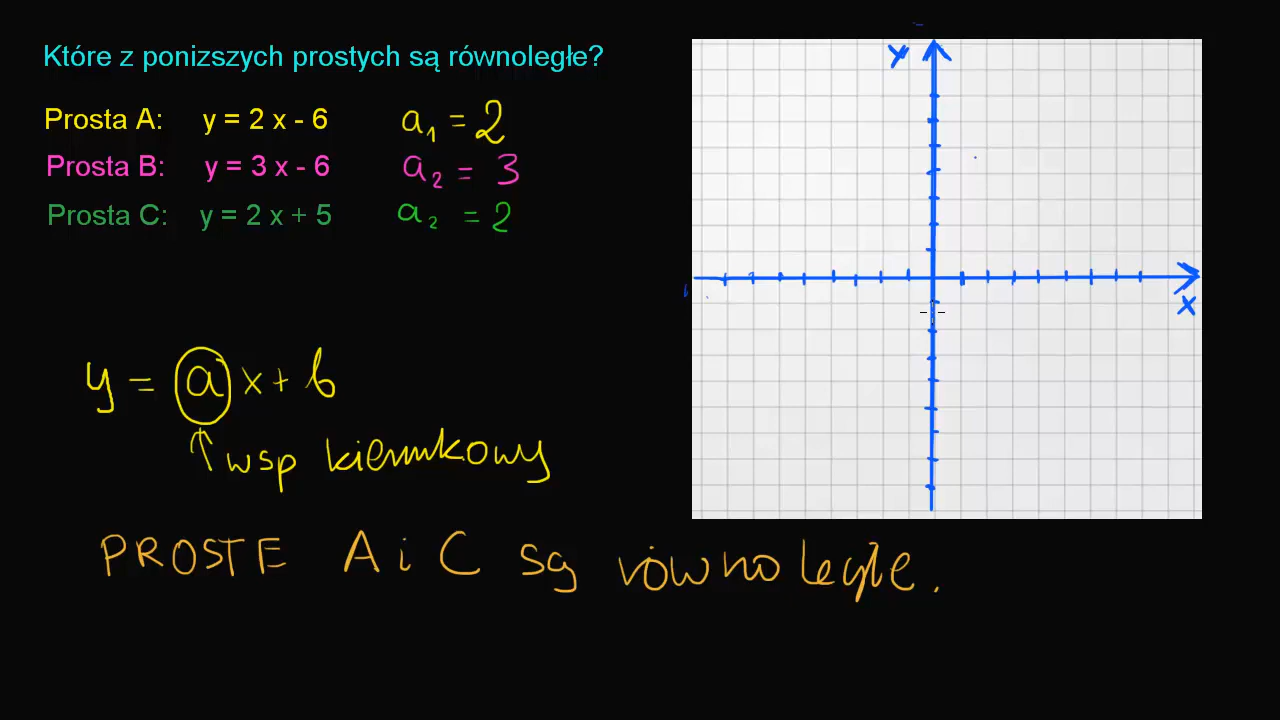 Które z ponizszych prostych są równoległe?
Prosta A: y = 2 x - 6 a₁ = 2
Prosta B: y = 3 x - 6 a₂ = 3
Prosta C: y = 2 x + 5 a₂ = 2
y = a x + b
↑ wsp kierunkowy
PROSTE A i C są równoległe.
y
x